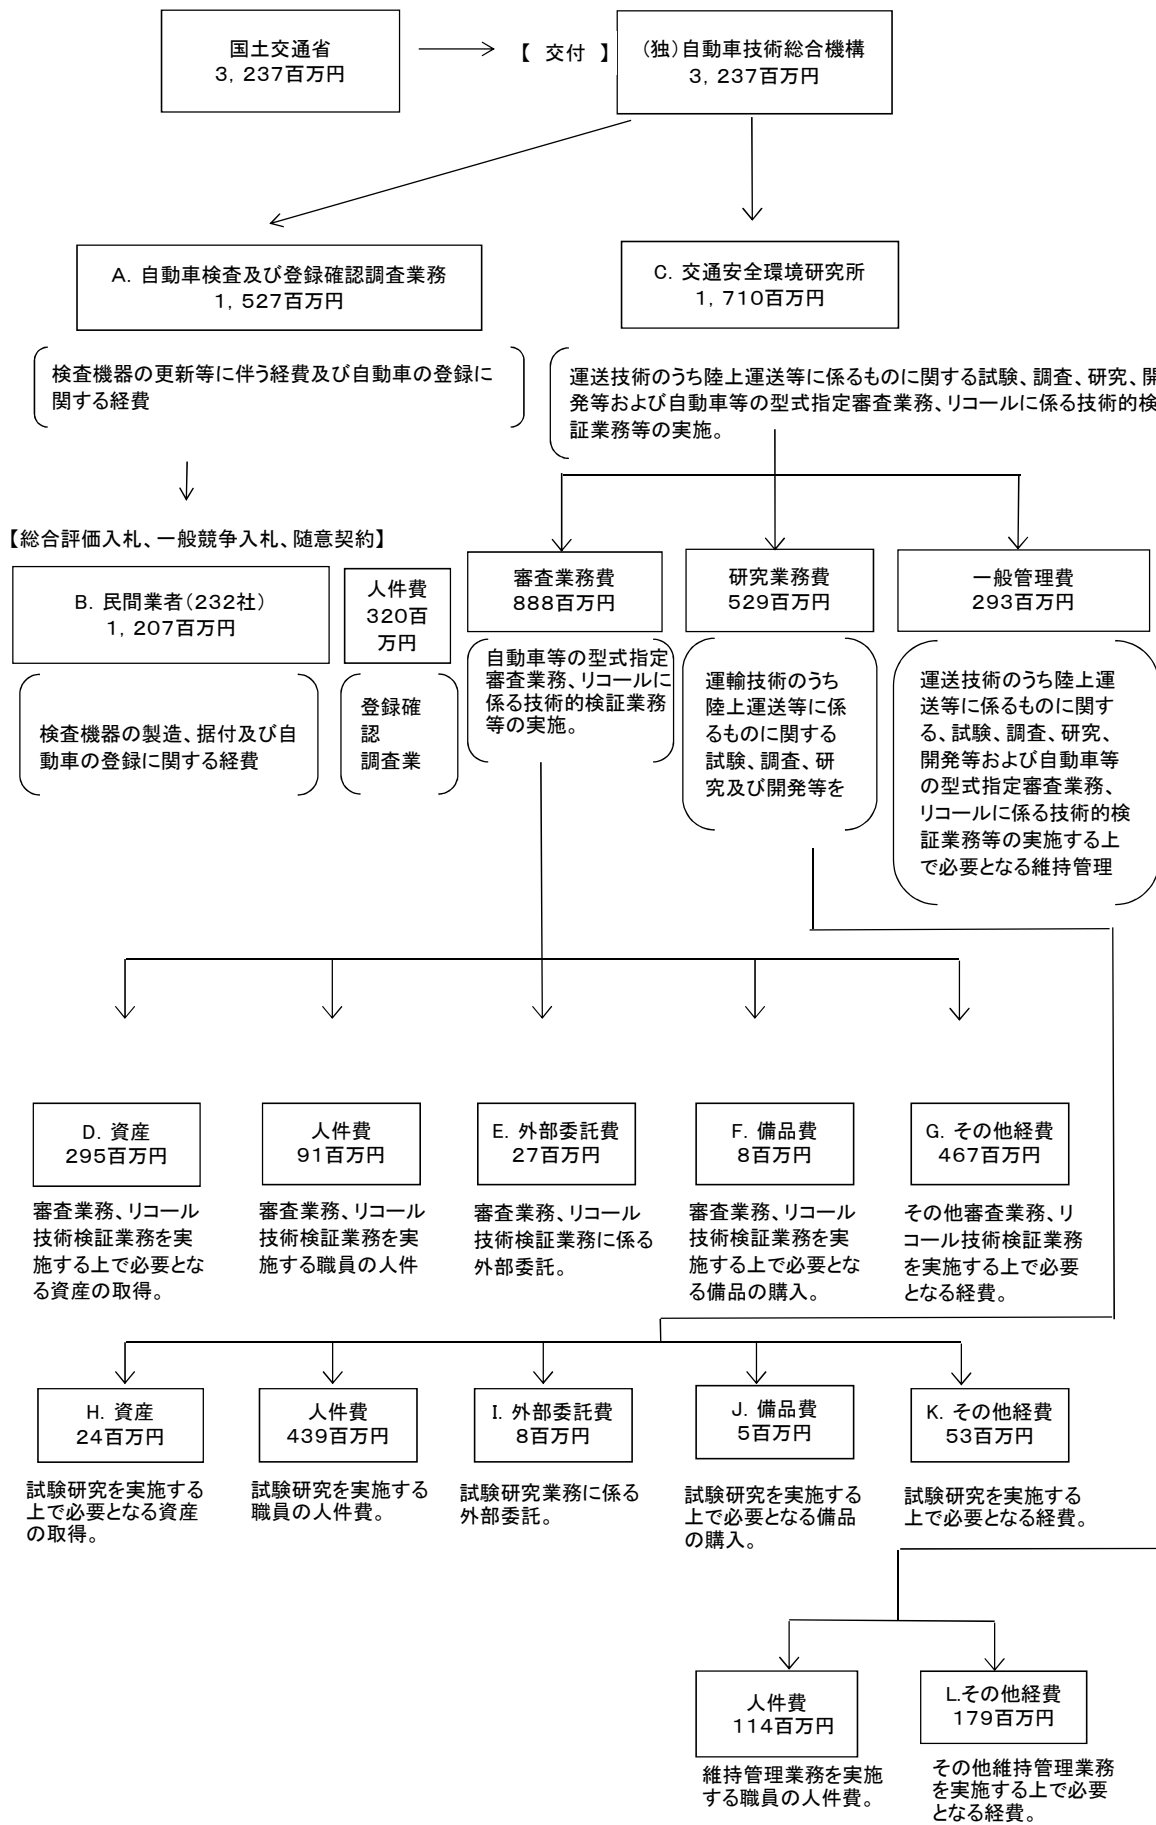 国土交通省
3，237百万円
【 交付 】
（独）自動車技術総合機構
3，237百万円
A．自動車検査及び登録確認調査業務
1，527百万円
C．交通安全環境研究所
1，710百万円
検査機器の更新等に伴う経費及び自動車の登録に
関する経費
運送技術のうち陸上運送等に係るものに関する試験、調査、研究、開
発等および自動車等の型式指定審査業務、リコールに係る技術的検
証業務等の実施。
【総合評価入札、一般競争入札、随意契約】
B．民間業者（232社）
1，207百万円
人件費
320百
万円
審査業務費
888百万円
研究業務費
529百万円
一般管理費
293百万円
検査機器の製造、据付及び自
動車の登録に関する経費
登録確
認
調査業
自動車等の型式指定
審査業務、リコールに
係る技術的検証業務
等の実施。
運輸技術のうち
陸上運送等に係
るものに関する
試験、調査、研
究及び開発等を
運送技術のうち陸上運
送等に係るものに関す
る、試験、調査、研究、
開発等および自動車等
の型式指定審査業務、
リコールに係る技術的検
証業務等の実施する上
で必要となる維持管理
D．資産
295百万円
人件費
91百万円
E．外部委託費
27百万円
F．備品費
8百万円
G．その他経費
467百万円
審査業務、リコール
技術検証業務を実
施する上で必要とな
る資産の取得。
審査業務、リコール
技術検証業務を実
施する職員の人件
審査業務、リコール
技術検証業務に係る
外部委託。
審査業務、リコール
技術検証業務を実
施する上で必要とな
る備品の購入。
その他審査業務、リ
コール技術検証業務
を実施する上で必要
となる経費。
H．資産
24百万円
人件費
439百万円
I．外部委託費
8百万円
J．備品費
5百万円
K．その他経費
53百万円
試験研究を実施する
上で必要となる資産
の取得。
試験研究を実施する
職員の人件費。
試験研究業務に係る
外部委託。
試験研究を実施する
上で必要となる備品
の購入。
試験研究を実施する
上で必要となる経費。
人件費
114百万円
L.その他経費
179百万円
維持管理業務を実施
する職員の人件費。
その他維持管理業務
を実施する上で必要
となる経費。